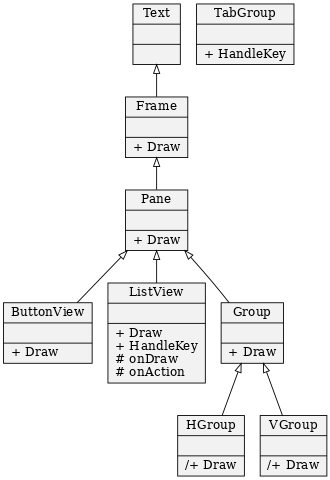 Text
TabGroup
+ HandleKey
Frame
+ Draw
Pane
+ Draw
ButtonView
+ Draw
ListView
+ Draw
+ HandleKey
# onDraw
# onAction
Group
+ Draw
HGroup
/+ Draw
VGroup
/+ Draw